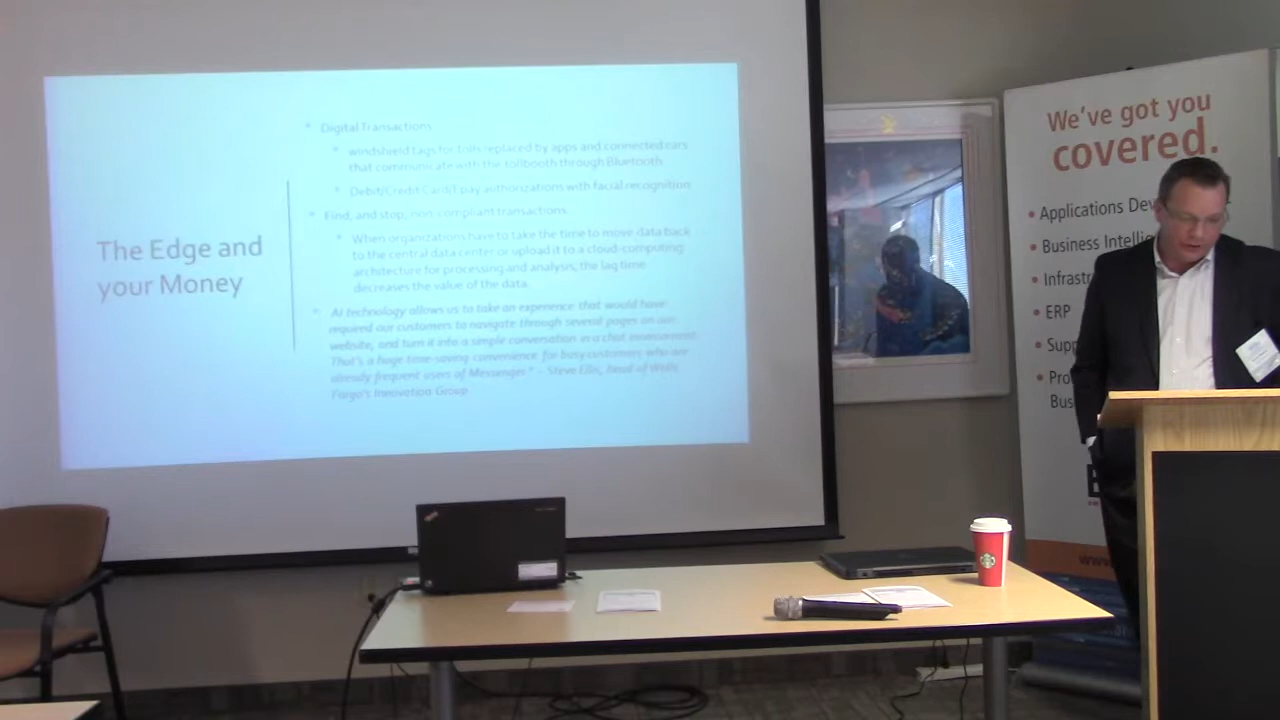 The Edge and
your Money
Digital Transactions
windshield tags for tolls replaced by apps and connected cars
that communicate with the tollbooth through Bluetooth
Debit/Credit Card/E pay authorizations with facial recognition
Find, and stop, non-compliant transactions
When organizations have to take the time to move data back
to the central data center or upload it to a cloud-computing
architecture for processing and analysis, the lag time
decreases the value of the data.
AI technology allows us to take an experience that would have
required our customers to navigate through several pages on our
website, and turn it into a simple conversation in a chat environment.
That's a huge time-saving convenience for busy customers who are
already frequent users of Messenger." – Steve Ellis, head of Wells
Fargo's Innovation Group
We've got you
covered.
Applications Dev
Business Intellig
Infrastr
ERP
Supp
Pro
Bus
www